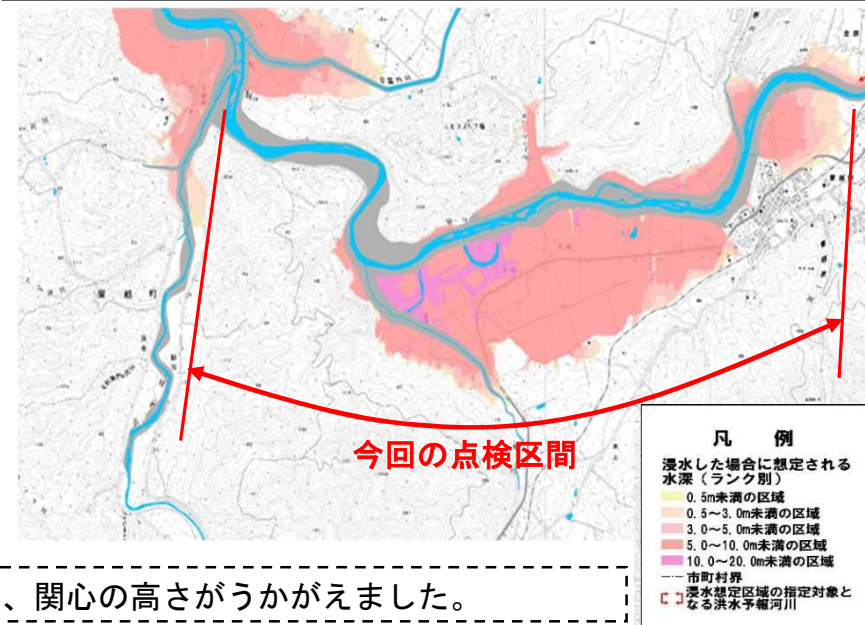 今回の点検区間
凡 例
浸水した場合に想定される
水深（ランク別）
0.5m未満の区域
0.5～3.0m未満の区域
3.0～5.0m未満の区域
5.0～10.0m未満の区域
10.0～20.0m未満の区域
市町村界
浸水想定区域の指定対象と
なる洪水予報河川
、関心の高さがうかがえました。